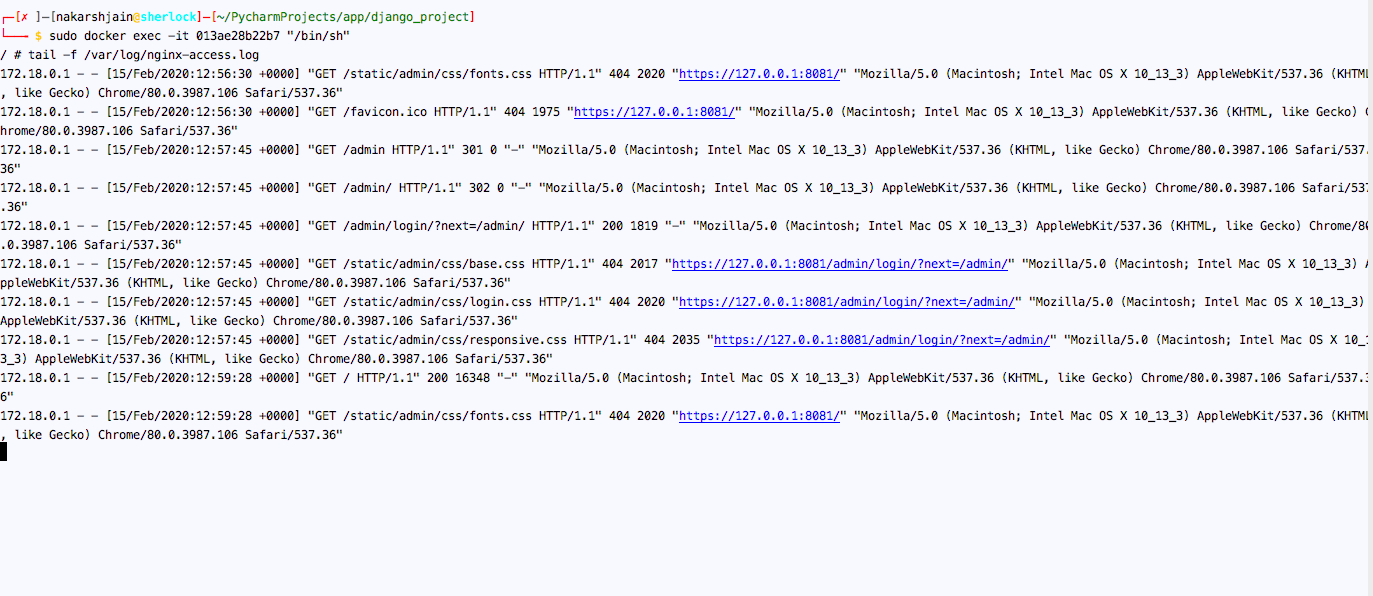 ┌─[✗ ]─[nakarshjain@sherlock]─[~/PycharmProjects/app/django_project]
└──╼ $ sudo docker exec -it 013ae28b22b7 "/bin/sh"
/ # tail -f /var/log/nginx-access.log
172.18.0.1 - - [15/Feb/2020:12:56:30 +0000] "GET /static/admin/css/fonts.css HTTP/1.1" 404 2020 "https://127.0.0.1:8081/" "Mozilla/5.0 (Macintosh; Intel Mac OS X 10_13_3) AppleWebKit/537.36 (KHTML
, like Gecko) Chrome/80.0.3987.106 Safari/537.36"
172.18.0.1 - - [15/Feb/2020:12:56:30 +0000] "GET /favicon.ico HTTP/1.1" 404 1975 "https://127.0.0.1:8081/" "Mozilla/5.0 (Macintosh; Intel Mac OS X 10_13_3) AppleWebKit/537.36 (KHTML, like Gecko) C
hrome/80.0.3987.106 Safari/537.36"
172.18.0.1 - - [15/Feb/2020:12:57:45 +0000] "GET /admin HTTP/1.1" 301 0 "-" "Mozilla/5.0 (Macintosh; Intel Mac OS X 10_13_3) AppleWebKit/537.36 (KHTML, like Gecko) Chrome/80.0.3987.106 Safari/537.
36"
172.18.0.1 - - [15/Feb/2020:12:57:45 +0000] "GET /admin/ HTTP/1.1" 302 0 "-" "Mozilla/5.0 (Macintosh; Intel Mac OS X 10_13_3) AppleWebKit/537.36 (KHTML, like Gecko) Chrome/80.0.3987.106 Safari/537
.36"
172.18.0.1 - - [15/Feb/2020:12:57:45 +0000] "GET /admin/login/?next=/admin/ HTTP/1.1" 200 1819 "-" "Mozilla/5.0 (Macintosh; Intel Mac OS X 10_13_3) AppleWebKit/537.36 (KHTML, like Gecko) Chrome/80
.0.3987.106 Safari/537.36"
172.18.0.1 - - [15/Feb/2020:12:57:45 +0000] "GET /static/admin/css/base.css HTTP/1.1" 404 2017 "https://127.0.0.1:8081/admin/login/?next=/admin/" "Mozilla/5.0 (Macintosh; Intel Mac OS X 10_13_3) A
ppleWebKit/537.36 (KHTML, like Gecko) Chrome/80.0.3987.106 Safari/537.36"
172.18.0.1 - - [15/Feb/2020:12:57:45 +0000] "GET /static/admin/css/login.css HTTP/1.1" 404 2020 "https://127.0.0.1:8081/admin/login/?next=/admin/" "Mozilla/5.0 (Macintosh; Intel Mac OS X 10_13_3)
AppleWebKit/537.36 (KHTML, like Gecko) Chrome/80.0.3987.106 Safari/537.36"
172.18.0.1 - - [15/Feb/2020:12:57:45 +0000] "GET /static/admin/css/responsive.css HTTP/1.1" 404 2035 "https://127.0.0.1:8081/admin/login/?next=/admin/" "Mozilla/5.0 (Macintosh; Intel Mac OS X 10_1
3_3) AppleWebKit/537.36 (KHTML, like Gecko) Chrome/80.0.3987.106 Safari/537.36"
172.18.0.1 - - [15/Feb/2020:12:59:28 +0000] "GET / HTTP/1.1" 200 16348 "-" "Mozilla/5.0 (Macintosh; Intel Mac OS X 10_13_3) AppleWebKit/537.36 (KHTML, like Gecko) Chrome/80.0.3987.106 Safari/537.3
6"
172.18.0.1 - - [15/Feb/2020:12:59:28 +0000] "GET /static/admin/css/fonts.css HTTP/1.1" 404 2020 "https://127.0.0.1:8081/" "Mozilla/5.0 (Macintosh; Intel Mac OS X 10_13_3) AppleWebKit/537.36 (KHTML
, like Gecko) Chrome/80.0.3987.106 Safari/537.36"